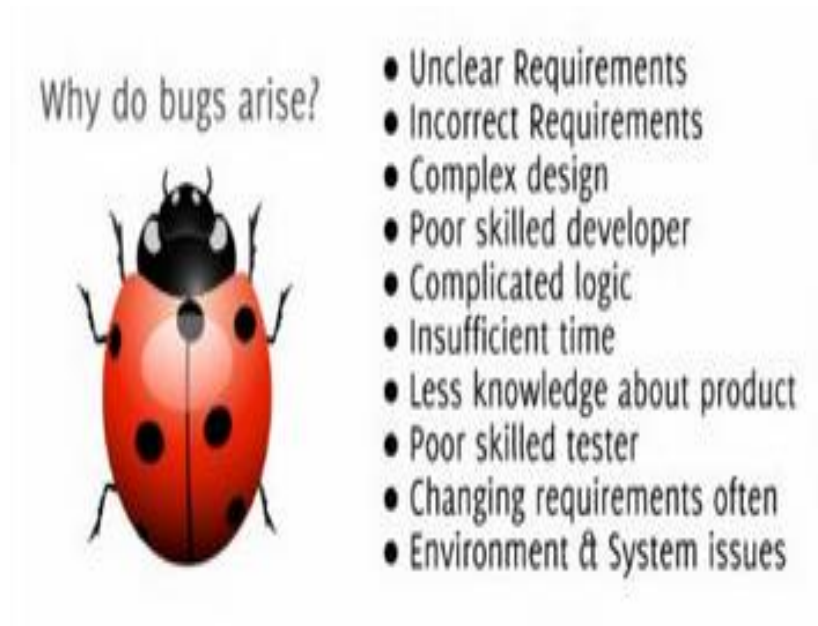 Why do bugs arise?
● Unclear Requirements
● Incorrect Requirements
● Complex design
● Poor skilled developer
● Complicated logic
● Insufficient time
● Less knowledge about product
● Poor skilled tester
● Changing requirements often
● Environment & System issues